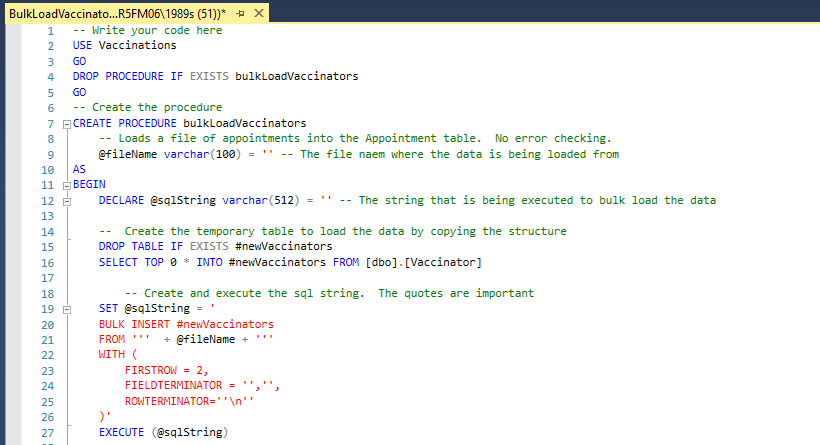 BulkLoadVaccinato...R5FM06\1989s (51))*
1 -- Write your code here
2 USE Vaccinations
3 GO
4 DROP PROCEDURE IF EXISTS bulkLoadVaccinators
5 GO
6 -- Create the procedure
7 CREATE PROCEDURE bulkLoadVaccinators
8 -- Loads a file of appointments into the Appointment table.  No error checking.
9 @fileName varchar(100) = '' -- The file naem where the data is being loaded from
10 AS
11 BEGIN
12 DECLARE @sqlString varchar(512) = '' -- The string that is being executed to bulk load the data
13
14 --  Create the temporary table to load the data by copying the structure
15 DROP TABLE IF EXISTS #newVaccinators
16 SELECT TOP 0 * INTO #newVaccinators FROM [dbo].[Vaccinator]
17
18 -- Create and execute the sql string.  The quotes are important
19 SET @sqlString = '
20 BULK INSERT #newVaccinators
21 FROM '''  + @fileName + '''
22 WITH (
23 FIRSTROW = 2,
24 FIELDTERMINATOR = '','',
25 ROWTERMINATOR=''\n''
26 )'
27 EXECUTE (@sqlString)